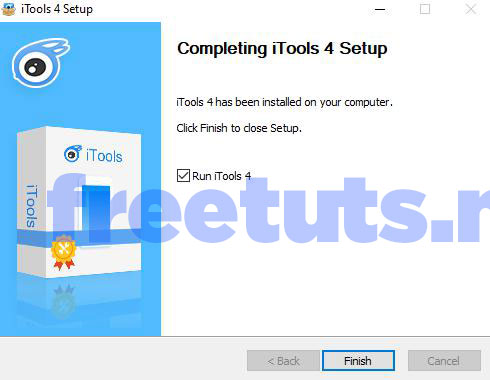 iTools 4 Setup
Completing iTools 4 Setup
iTools 4 has been installed on your computer.
Click Finish to close Setup.
Run iTools 4
iTools
iTools
freetuts.n
< Back
Finish
Cancel